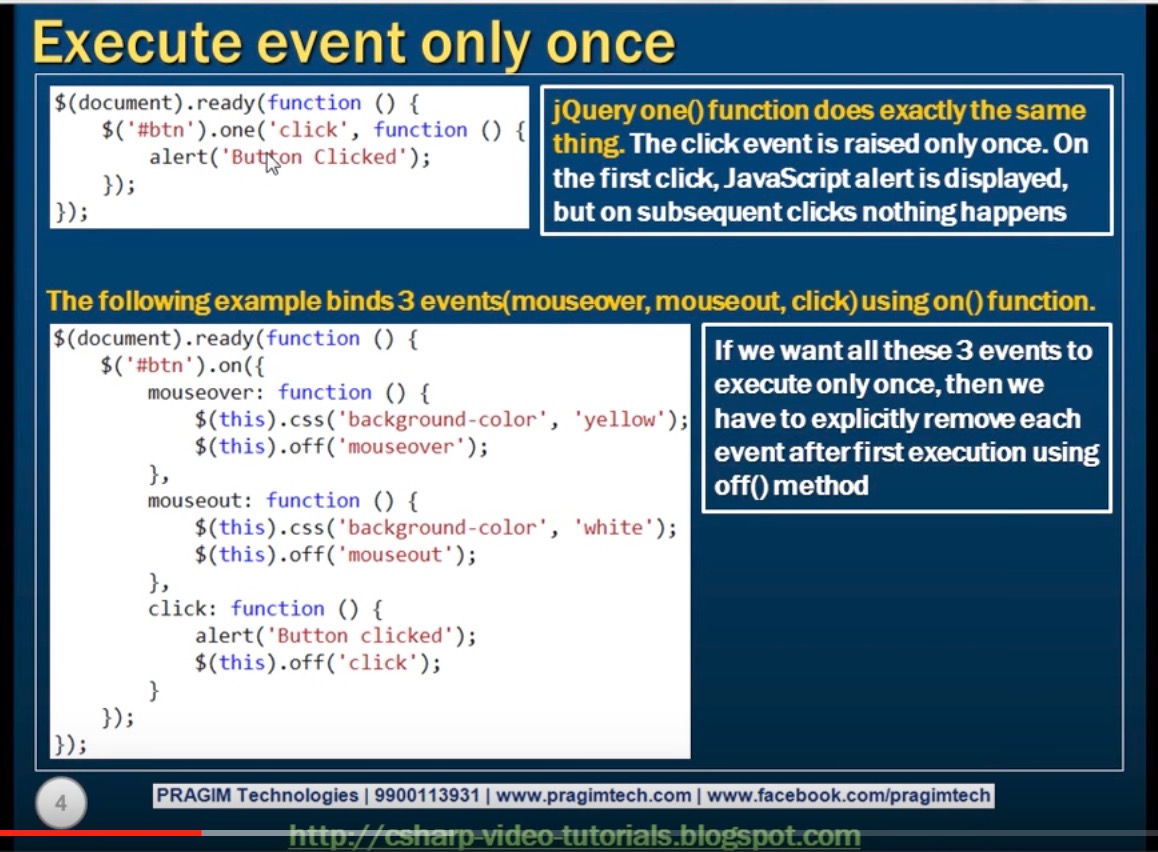 Execute event only once
$(document).ready(function () {
$('#btn').one('click', function () {
alert('Button Clicked');
});
});
jQuery one() function does exactly the same
thing. The click event is raised only once. On
the first click, JavaScript alert is displayed,
but on subsequent clicks nothing happens
The following example binds 3 events(mouseover, mouseout, click) using on() function.
$(document).ready(function () {
$('#btn').on({
mouseover: function () {
$(this).css('background-color', 'yellow');
$(this).off('mouseover');
},
mouseout: function () {
$(this).css('background-color', 'white');
$(this).off('mouseout');
},
click: function () {
alert('Button clicked');
$(this).off('click');
}
});
});
If we want all these 3 events to
execute only once, then we
have to explicitly remove each
event after first execution using
off() method
4
PRAGIM Technologies | 9900113931 | www.pragimtech.com | www.facebook.com/pragimtech
http://csharp-video-tutorials.blogspot.com